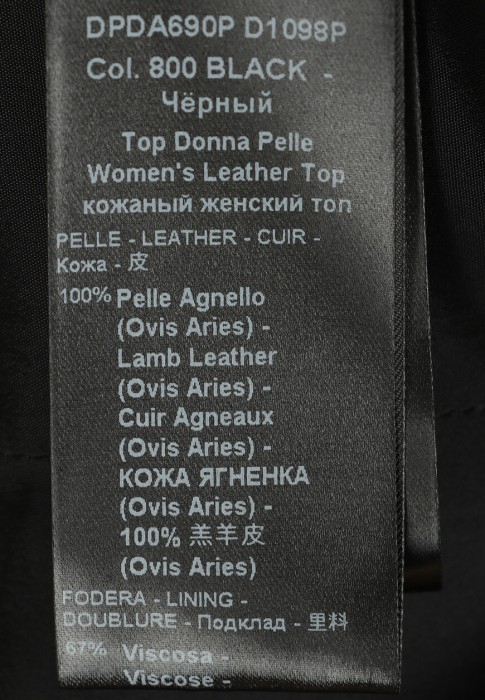 DPDA690P D1098P
Col. 800 BLACK -
Чёрный
Top Donna Pelle
Women's Leather Top
кожаный женский топ
PELLE - LEATHER - CUIR -
Кожа - 皮
100% Pelle Agnello
(Ovis Aries) -
Lamb Leather
(Ovis Aries) -
Cuir Agneaux
(Ovis Aries) -
КОЖА ЯГНЕНКА
(Ovis Aries) -
100% 羔羊皮
(Ovis Aries)
FODERA - LINING -
DOUBLURE - Подклад - 里料
67% Viscosa -
Viscose -